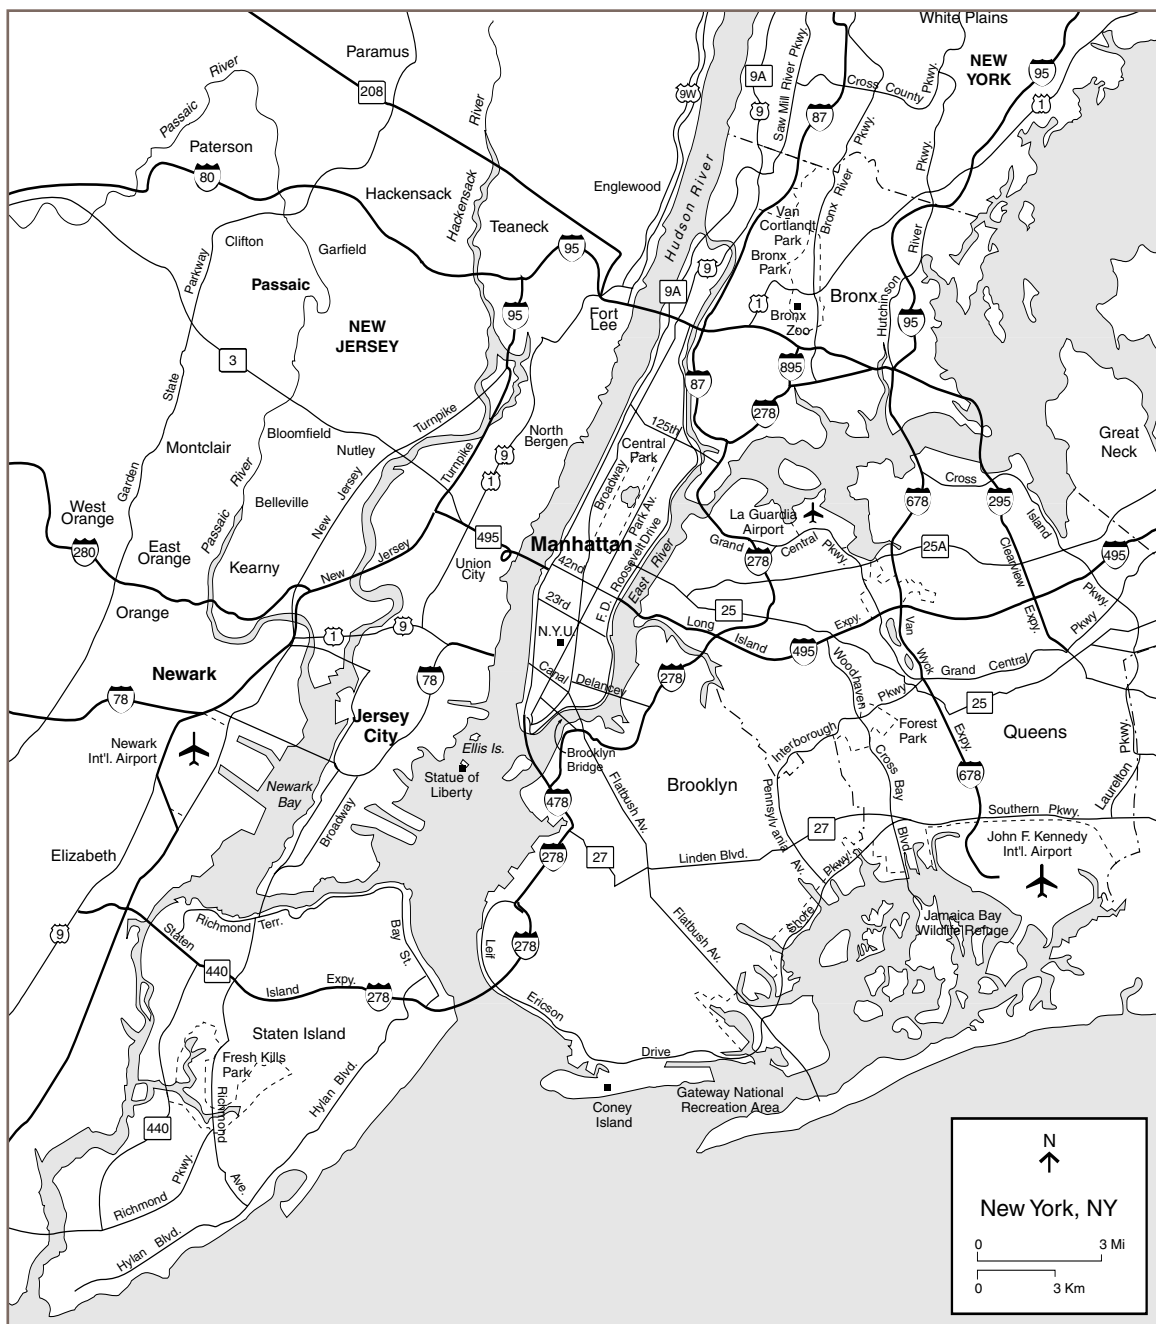 White Plains
Paramus
NEW
YORK
River
9A
95
208
9W
Cross County
Pkwy.
1
Saw Mill River Pkwy.
9
87
Passaic
River
Paterson
Pkwy.
80
Hackensack
Englewood
Hudson River
Pkwy.
Bronx River
Hackensack
Teaneck
Van
Cortlandt
Park
Clifton
Garfield
95
River
Parkway
Bronx
Park
9
Passaic
9A
Bronx
Hutchinson
1
95
Fort
Lee
Bronx
Zoo
95
NEW
JERSEY
3
895
87
State
278
Turnpike
125th
Bloomfield
North
Bergen
Central
Park
Great
Neck
Montclair
Nutley
9
Turnpike
Broadway
Garden
River
Jersey
1
Cross
Belleville
Park Av.
678
295
Island
West
Orange
New
La Guardia
Airport
Passaic
495
Manhattan
Grand
Central
Pkwy.
25A
280
East
Orange
Jersey
Union
City
42nd
F. D. Roosevelt Drive
East River
278
Clearview
495
Kearny
New
Pkwy.
23rd
25
Orange
1
9
N.Y.U.
Long
Island
Expy.
Van
Wyck
Expy.
Pkwy
495
Woodhaven
Newark
78
78
Canal
Delancey
278
Grand
Central
Pkwy
25
Jersey
City
Forest
Park
Queens
Newark
Int'l. Airport
Ellis Is.
Brooklyn
Bridge
Interborough
Expy.
Pkwy.
Statue of
Liberty
Brooklyn
Cross
Bay
678
Newark
Bay
Flatbush Av.
Pennsylvania
Av.
Laurelton
478
Broadway
Southern
Pkwy.
27
Blvd.
Elizabeth
278
27
Linden Blvd.
Pkwy.
John F. Kennedy
Int'l. Airport
9
Staten
Richmond Terr.
Bay
St.
Leif
Flatbush Av.
Shore
Jamaica Bay
Wildlife Refuge
278
440
Island
Expy.
278
Ericson
Staten Island
Drive
Fresh Kills
Park
Hylan Blvd.
Gateway National
Recreation Area
Richmond
Coney
Island
440
Pkwy.
Ave.
Richmond
Hylan Blvd.
N
New York, NY
0
3 Mi
0
3 Km